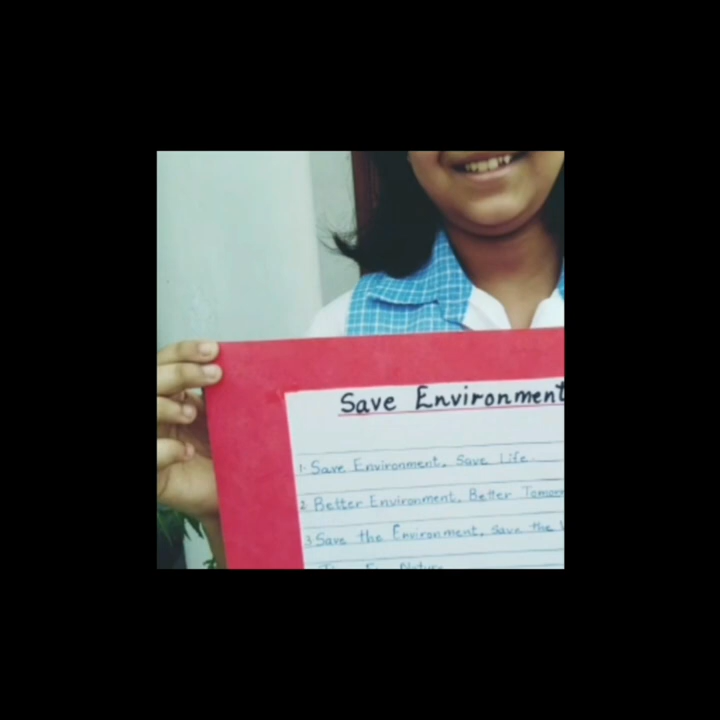 Save Environment
1. Save Environment, Save Life.
2 Better Environment, Better
3 Save the Environment, Save the